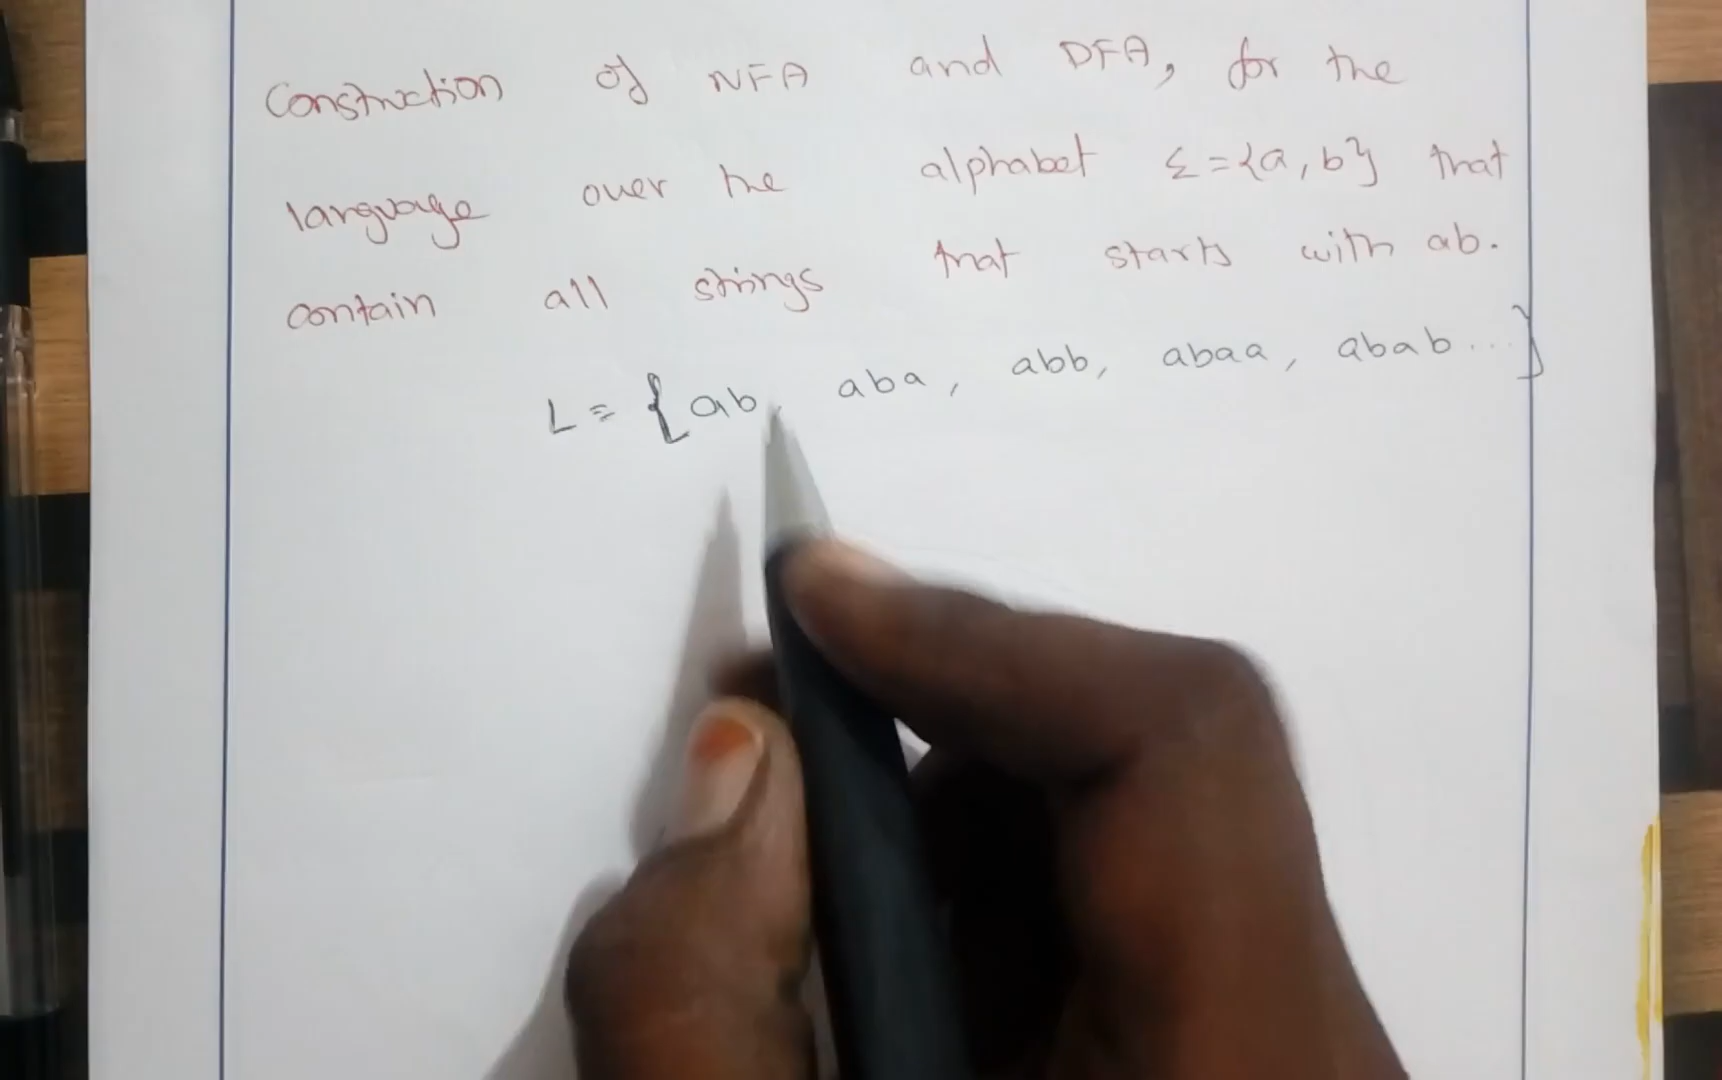 Construction of NFA and DFA, for the
language over the alphabet Σ={a,b} that
contain all strings that starts with ab.
L = {ab, aba, abb, abaa, abab...}